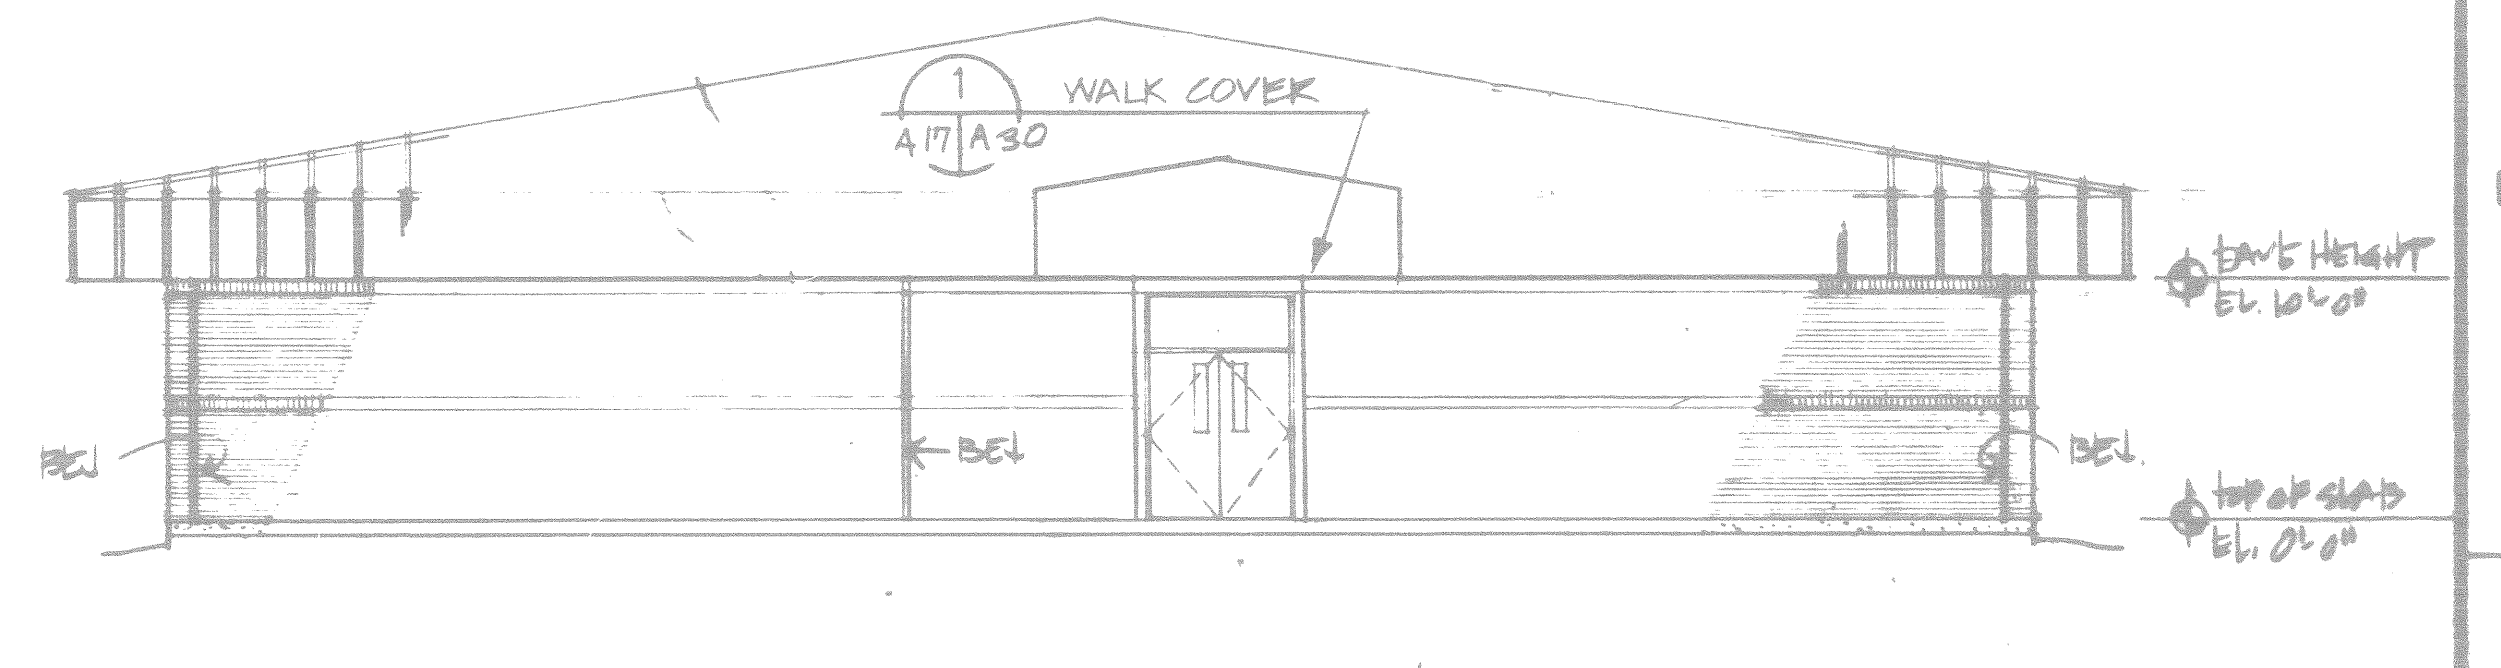 1
WALK COVER
A17 A30
EAVE HEIGHT
EL. 10'-0"
BEJ
BEJ
BEJ.
TOP OF SLAB
EL. 0'-0"